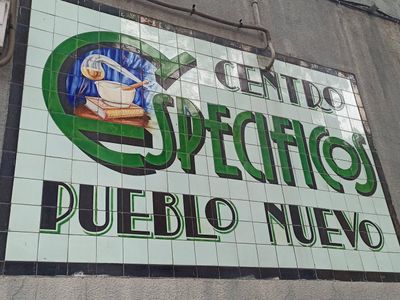 CENTRO
ESPECIFICOS
PUEBLO NUEVO